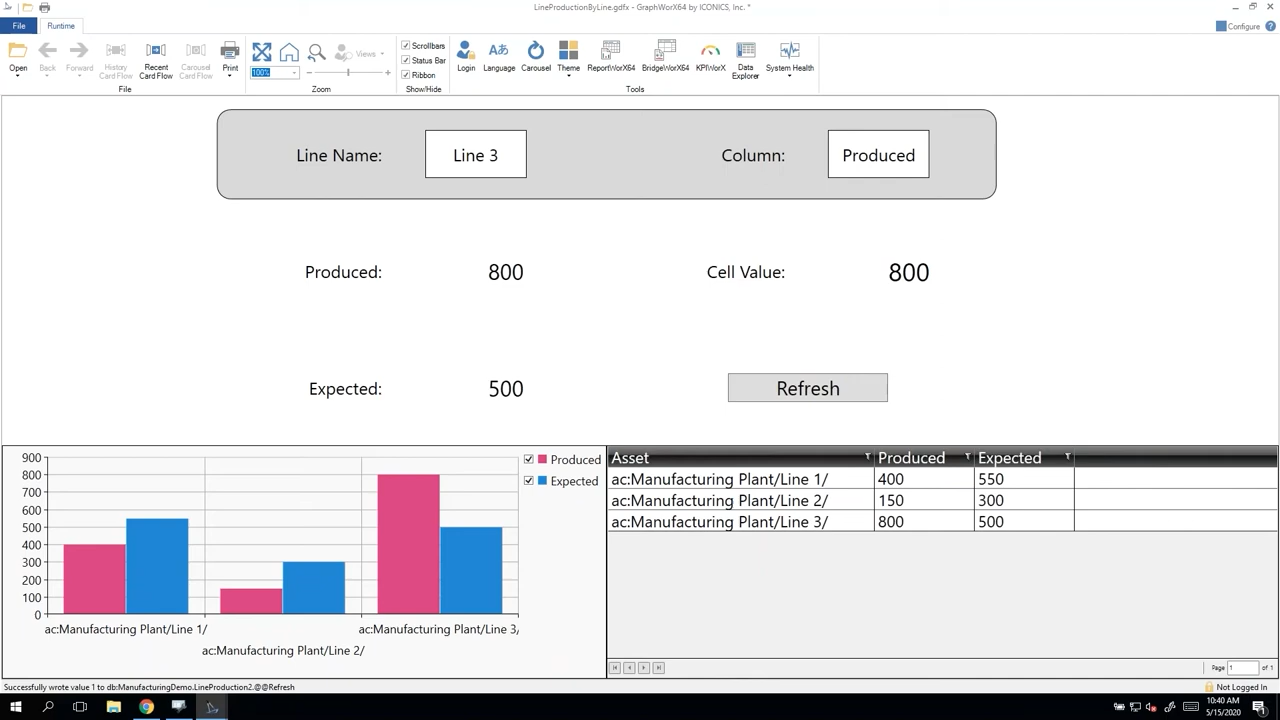 LineProductionByLine.gdfx - GraphWorX64 by ICONICS, Inc. *
File
Runtime
Configure
Open
Back
Forward
History Card Flow
Recent Card Flow
Carousel Card Flow
Print
File
100%
Views
Zoom
Scrollbars
Status Bar
Ribbon
Show/Hide
Login
Language
Carousel
Theme
ReportWorX64
BridgeWorX64
KPIWorX
Data Explorer
System Health
Tools
Line Name: Line 3 Column: Produced
Produced: 800 Cell Value: 800
Expected: 500 Refresh
900
800
700
600
500
400
300
200
100
0
ac:Manufacturing Plant/Line 1/
ac:Manufacturing Plant/Line 2/
ac:Manufacturing Plant/Line 3/
Produced
Expected
Asset Produced Expected
ac:Manufacturing Plant/Line 1/ 400 550
ac:Manufacturing Plant/Line 2/ 150 300
ac:Manufacturing Plant/Line 3/ 800 500
Page 1 of 1
Successfully wrote value 1 to db:ManufacturingDemo.LineProduction2.@@Refresh
Not Logged In
10:40 AM
5/15/2020